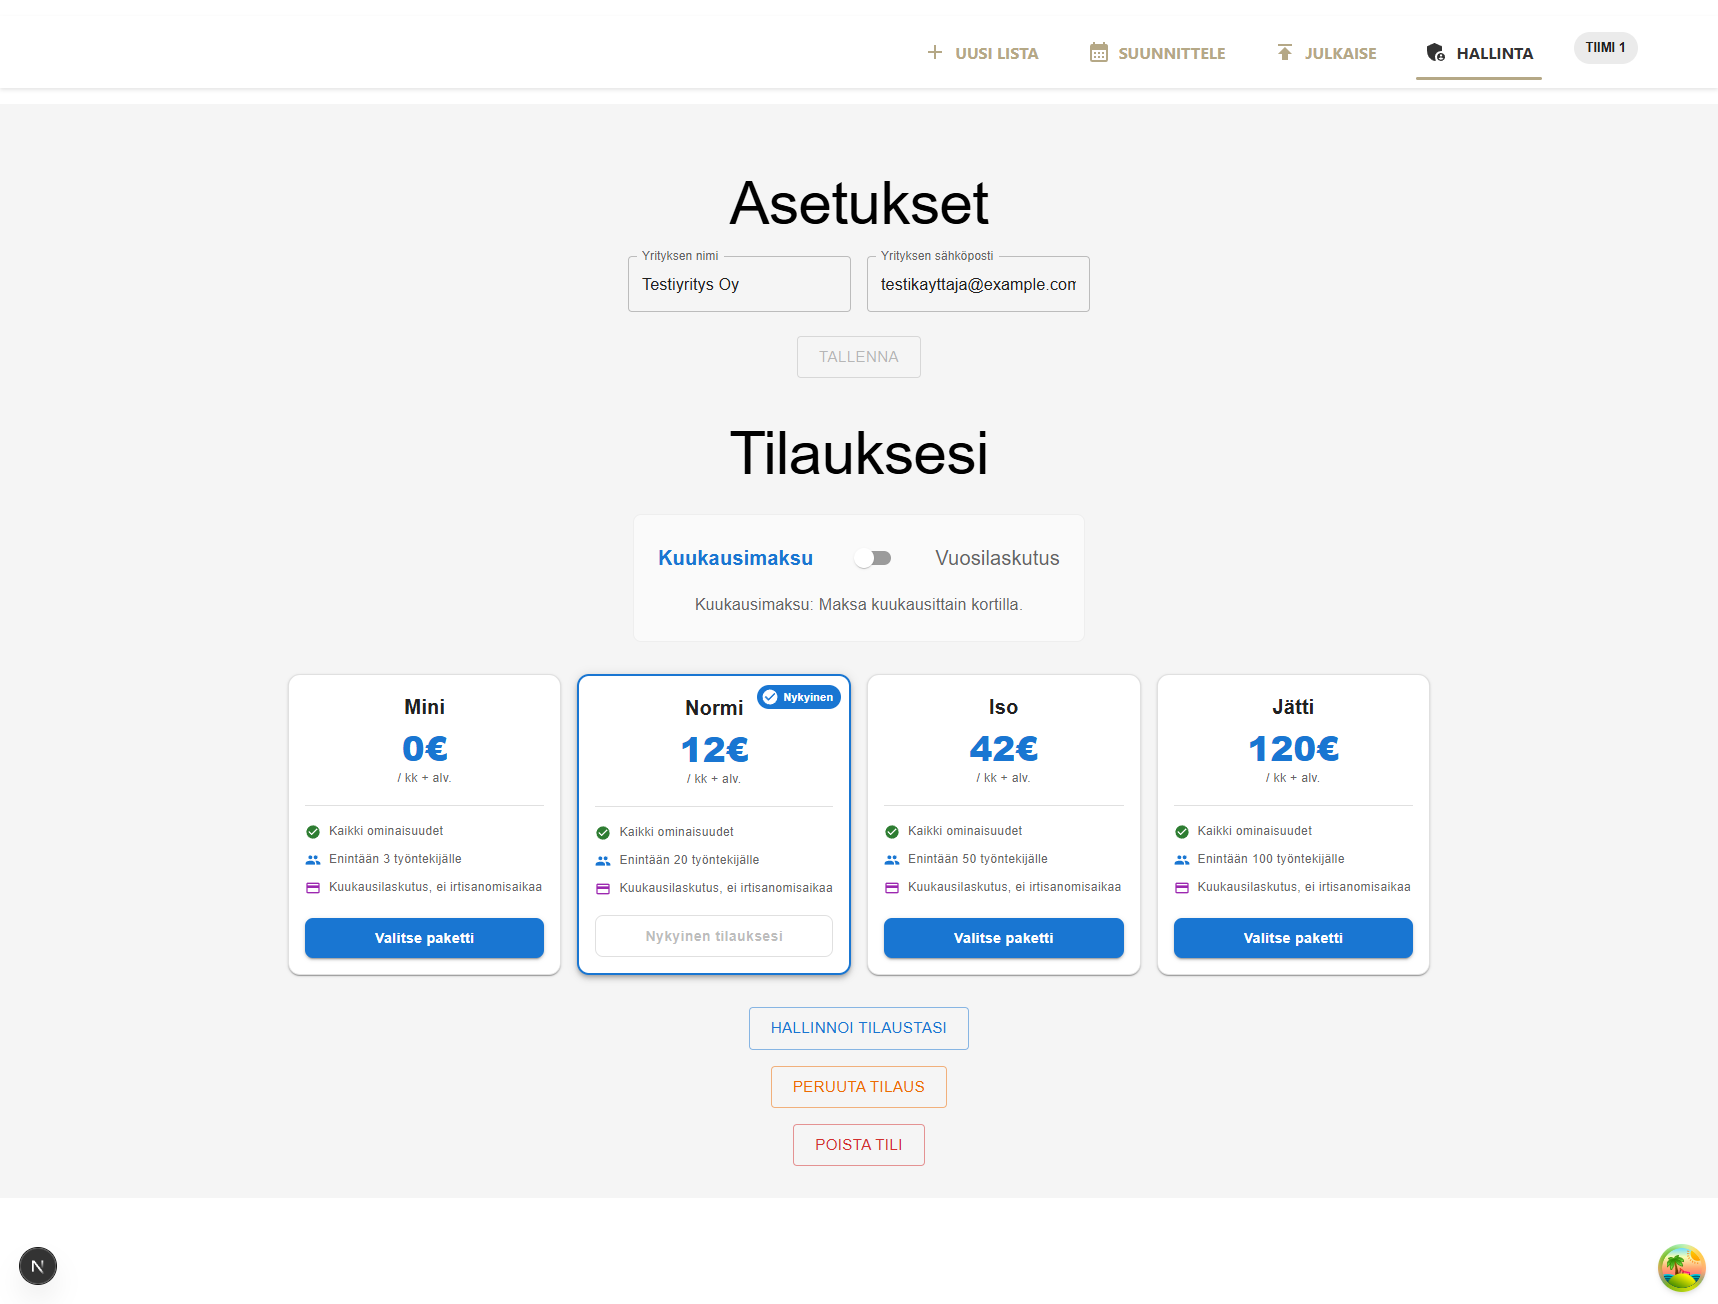 UUSI LISTA
SUUNNITTELE
JULKAISE
HALLINTA
TIIMI 1
Asetukset
Yrityksen nimi
Yrityksen sähköposti
Testiyritys Oy
testikayttaja@example.com
TALLENNA
Tilauksesi
Kuukausimaksu
Vuosilaskutus
Kuukausimaksu: Maksa kuukausittain kortilla.
Mini
0€
/ kk + alv.
Kaikki ominaisuudet
Enintään 3 työntekijälle
Kuukausilaskutus, ei irtisanomisaikaa
Valitse paketti
Nykyinen
Normi
12€
/ kk + alv.
Kaikki ominaisuudet
Enintään 20 työntekijälle
Kuukausilaskutus, ei irtisanomisaikaa
Nykyinen tilauksesi
Iso
42€
/ kk + alv.
Kaikki ominaisuudet
Enintään 50 työntekijälle
Kuukausilaskutus, ei irtisanomisaikaa
Valitse paketti
Jätti
120€
/ kk + alv.
Kaikki ominaisuudet
Enintään 100 työntekijälle
Kuukausilaskutus, ei irtisanomisaikaa
Valitse paketti
HALLINNOI TILAUSTASI
PERUUTA TILAUS
POISTA TILI
N